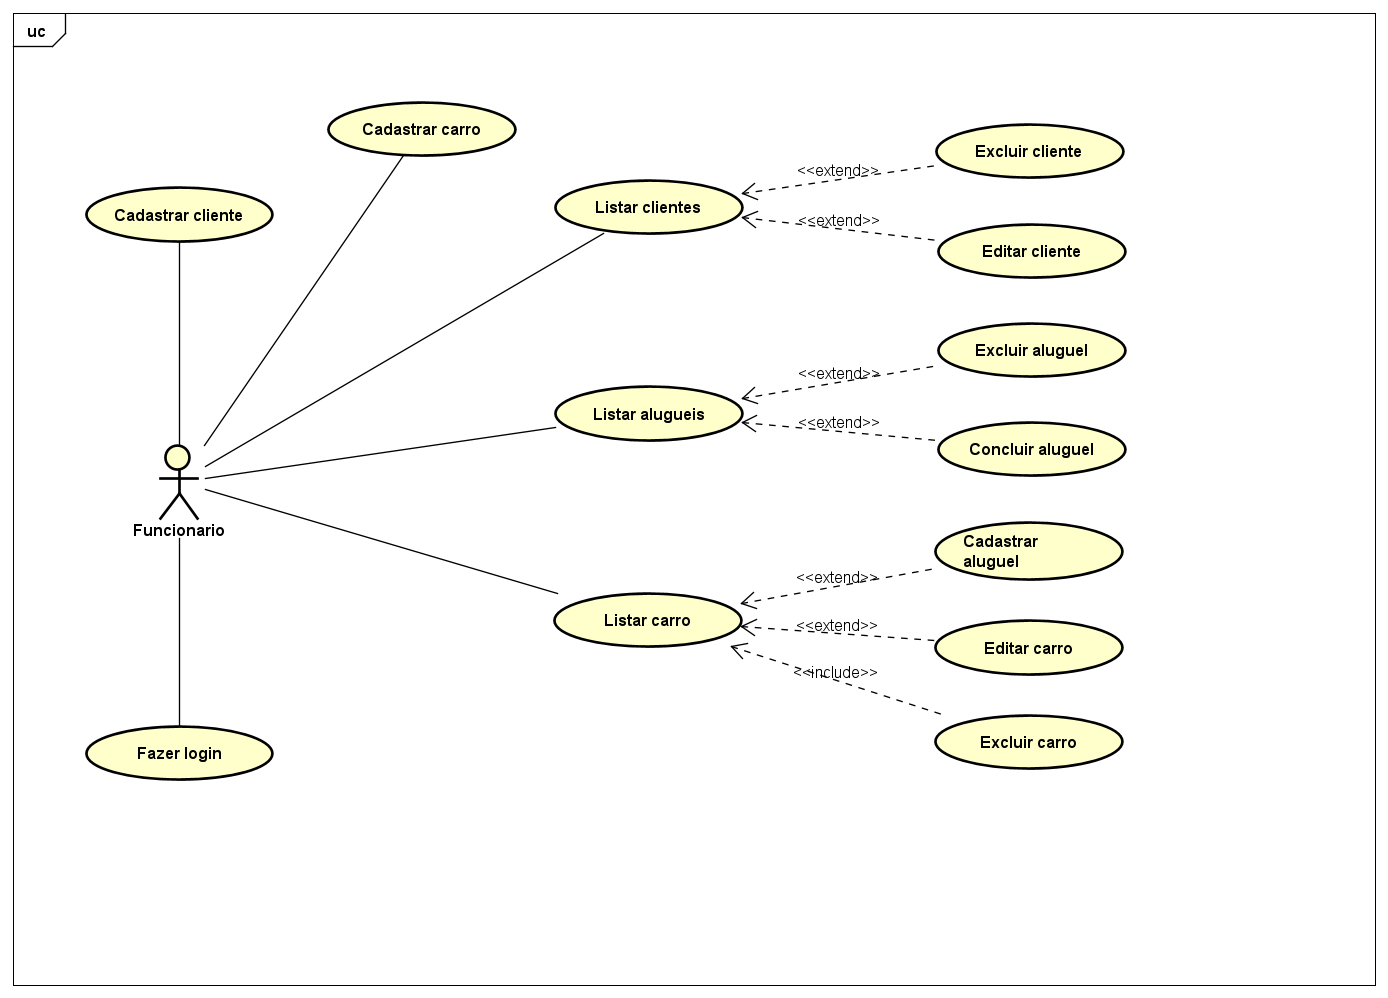 uc
Cadastrar carro
Excluir cliente
<<extend>>
Listar clientes
Cadastrar cliente
<<extend>>
Editar cliente
Excluir aluguel
<<extend>>
Listar alugueis
<<extend>>
Concluir aluguel
Funcionario
Cadastrar
aluguel
<<extend>>
Listar carro
<<extend>>
Editar carro
<<include>>
Excluir carro
Fazer login